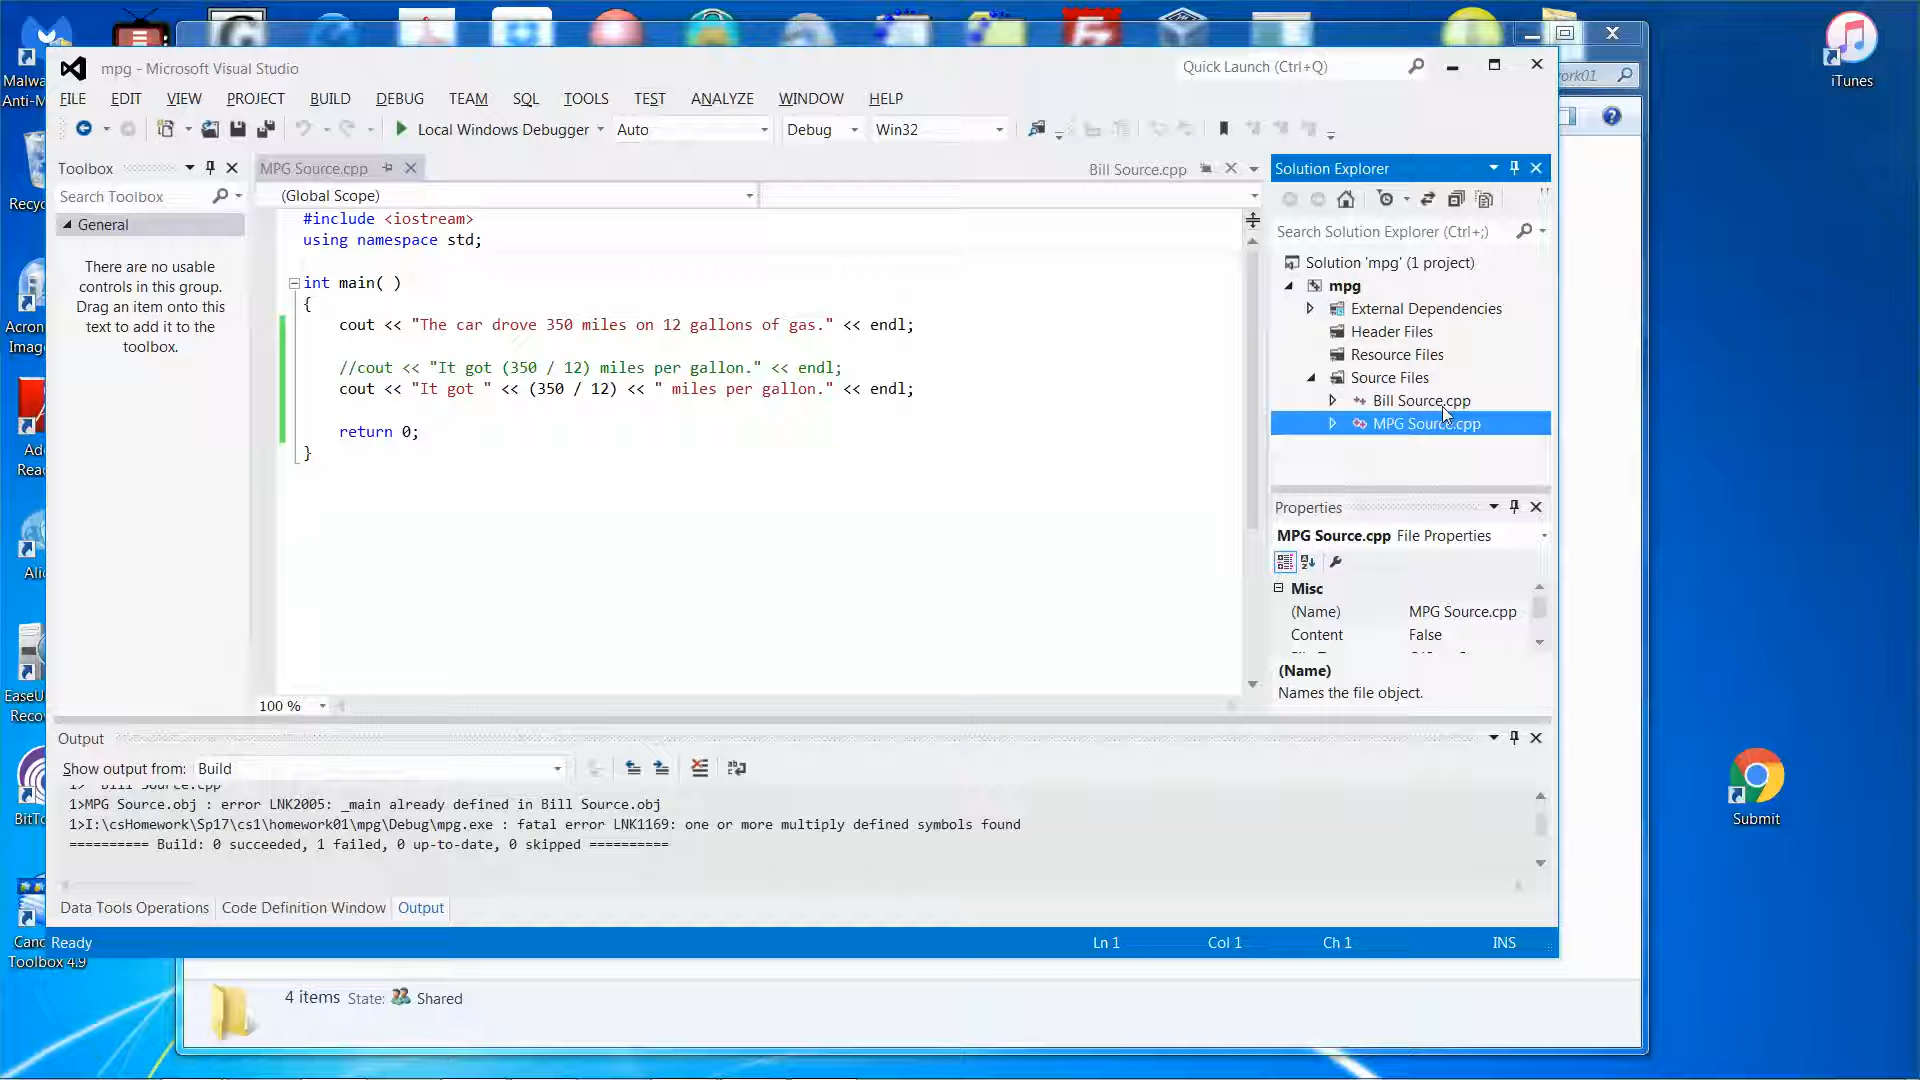 iTunes
Malwa
Anti-M
Recyc
Acron
Imag
Ad
Rea
EaseU
Reco
BitTo
Canc
Toolbox 4.9
Submit
ork01
mpg - Microsoft Visual Studio
Quick Launch (Ctrl+Q)
FILE EDIT VIEW PROJECT BUILD DEBUG TEAM SQL TOOLS TEST ANALYZE WINDOW HELP
Local Windows Debugger Auto Debug Win32
Toolbox
Search Toolbox
General
There are no usable
controls in this group.
Drag an item onto this
text to add it to the
toolbox.
MPG Source.cpp
Bill Source.cpp
(Global Scope)
#include <iostream>
using namespace std;
int main( )
{
cout << "The car drove 350 miles on 12 gallons of gas." << endl;
//cout << "It got (350 / 12) miles per gallon." << endl;
cout << "It got " << (350 / 12) << " miles per gallon." << endl;
return 0;
}
100 %
Solution Explorer
Search Solution Explorer (Ctrl+;)
Solution 'mpg' (1 project)
mpg
External Dependencies
Header Files
Resource Files
Source Files
Bill Source.cpp
MPG Source.cpp
Properties
MPG Source.cpp File Properties
Misc
(Name) MPG Source.cpp
Content False
(Name)
Names the file object.
Output
Show output from: Build
1> Bill Source.cpp
1>MPG Source.obj : error LNK2005: _main already defined in Bill Source.obj
1>I:\csHomework\Sp17\cs1\homework01\mpg\Debug\mpg.exe : fatal error LNK1169: one or more multiply defined symbols found
========== Build: 0 succeeded, 1 failed, 0 up-to-date, 0 skipped ==========
Data Tools Operations Code Definition Window Output
Ready Ln 1 Col 1 Ch 1 INS
4 items State: Shared